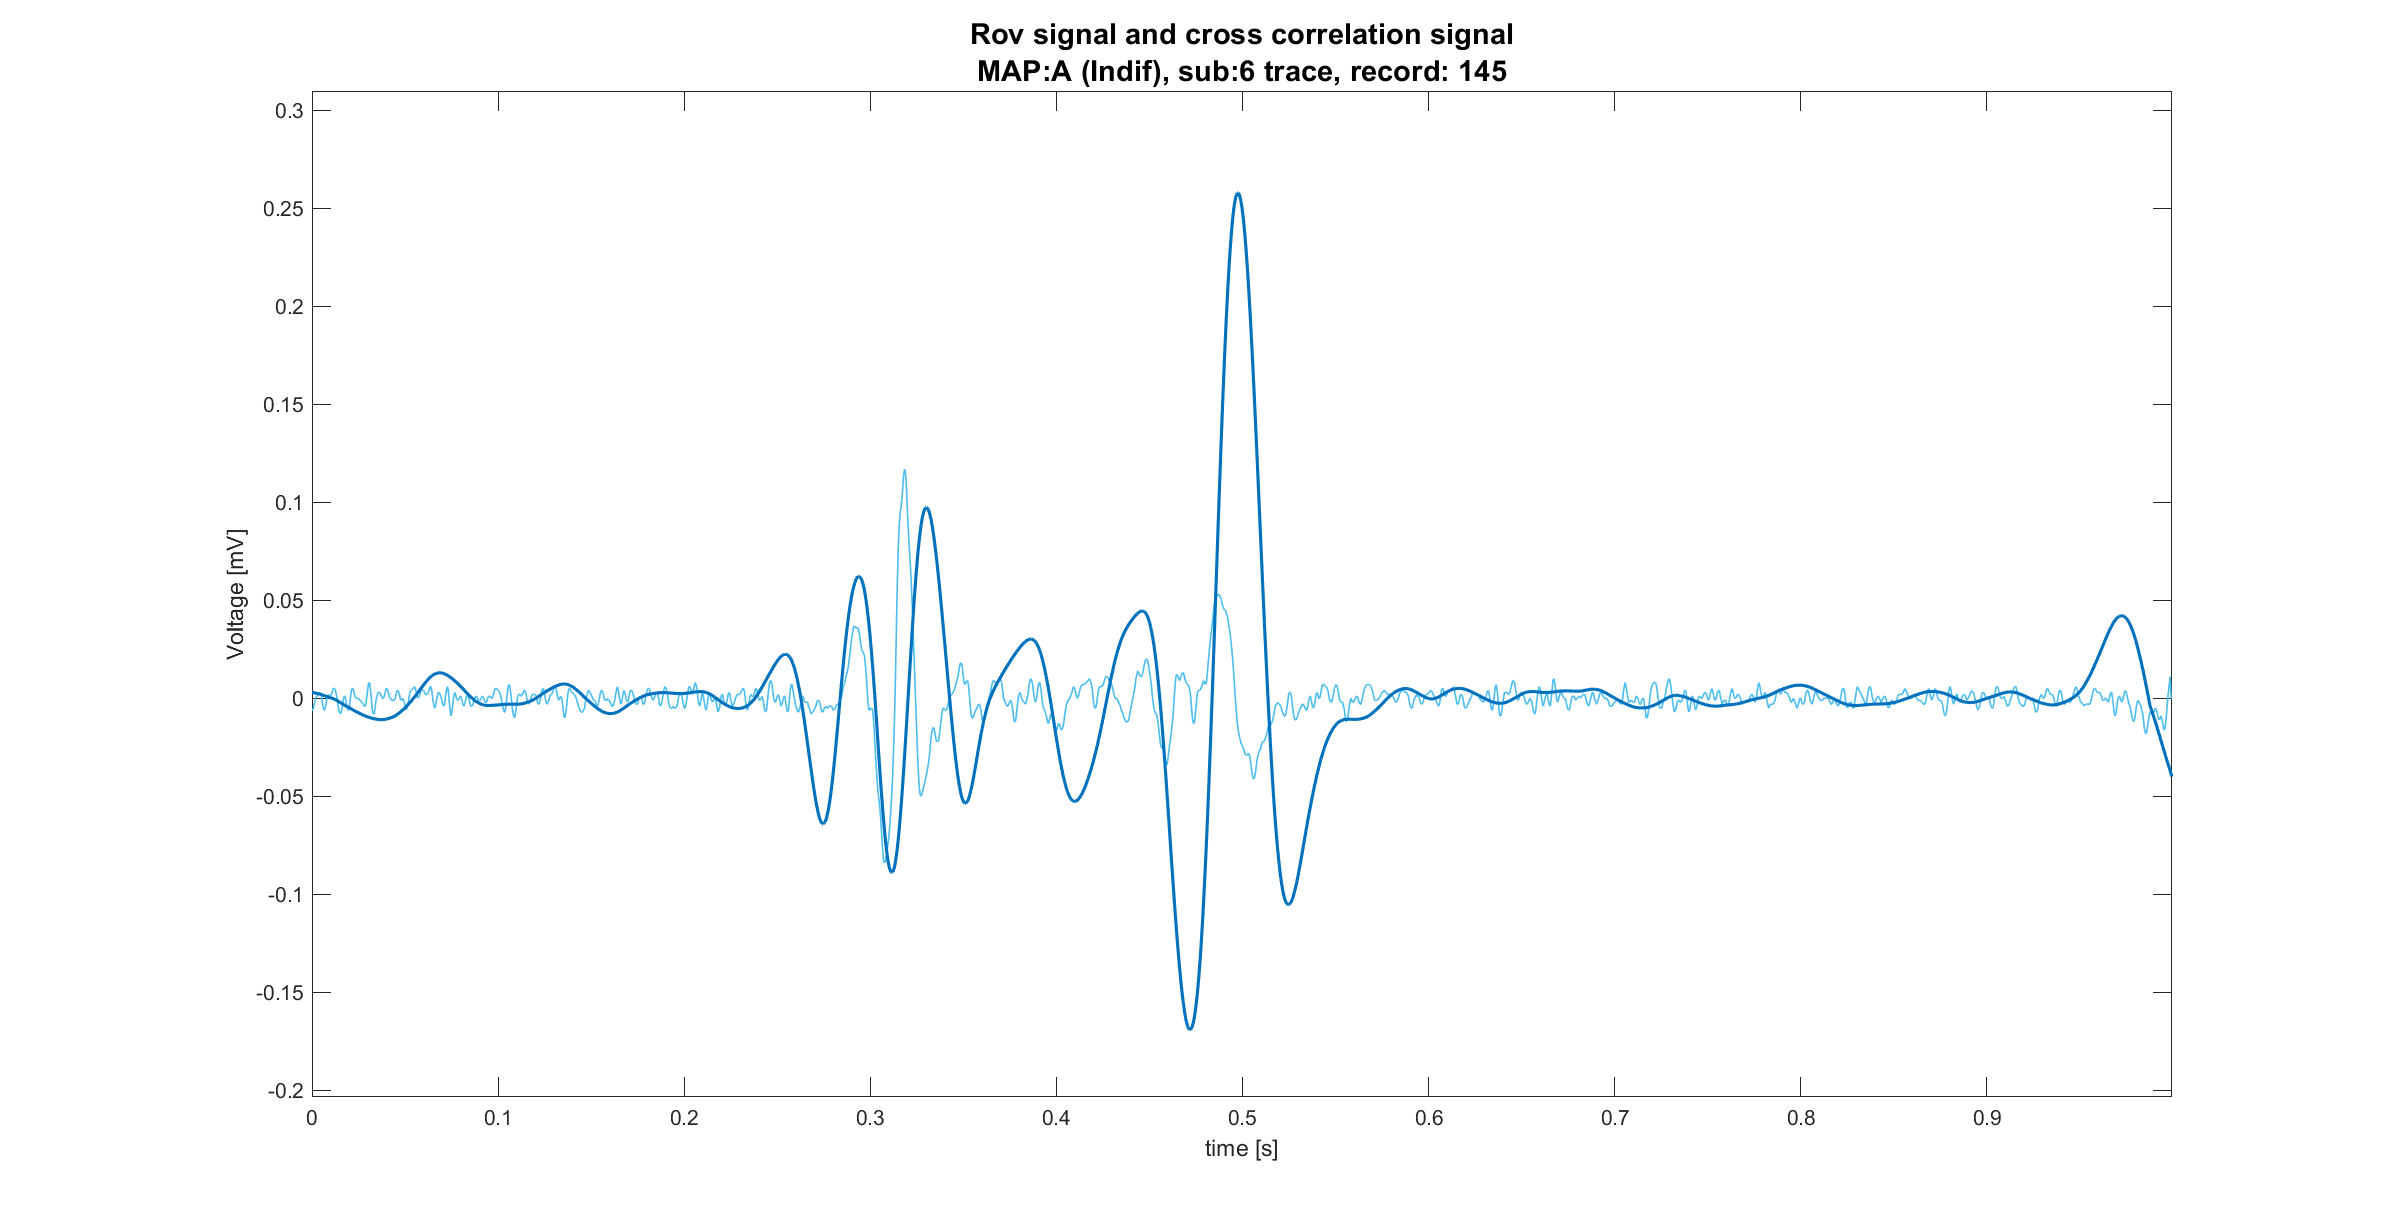 Rov signal and cross correlation signal
MAP:A (Indif), sub:6 trace, record: 145
0.3
0.25
0.2
0.15
0.1
0.05
0
-0.05
-0.1
-0.15
-0.2
Voltage [mV]
0 0.1 0.2 0.3 0.4 0.5 0.6 0.7 0.8 0.9
time [s]